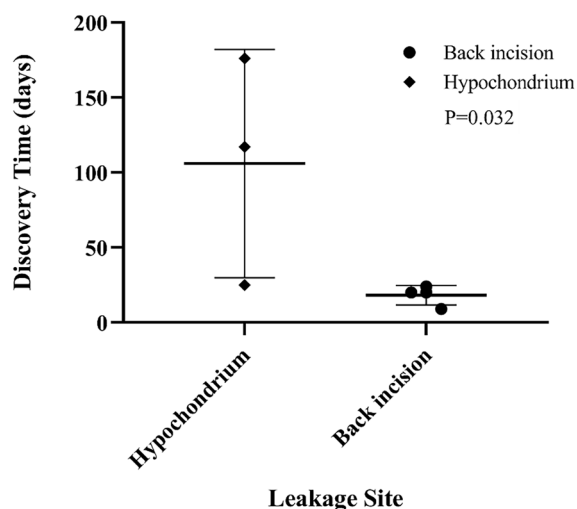 200
150
100
50
0
Discovery Time (days)
Back incision
Hypochondrium
P=0.032
Hypochondrium
Back incision
Leakage Site